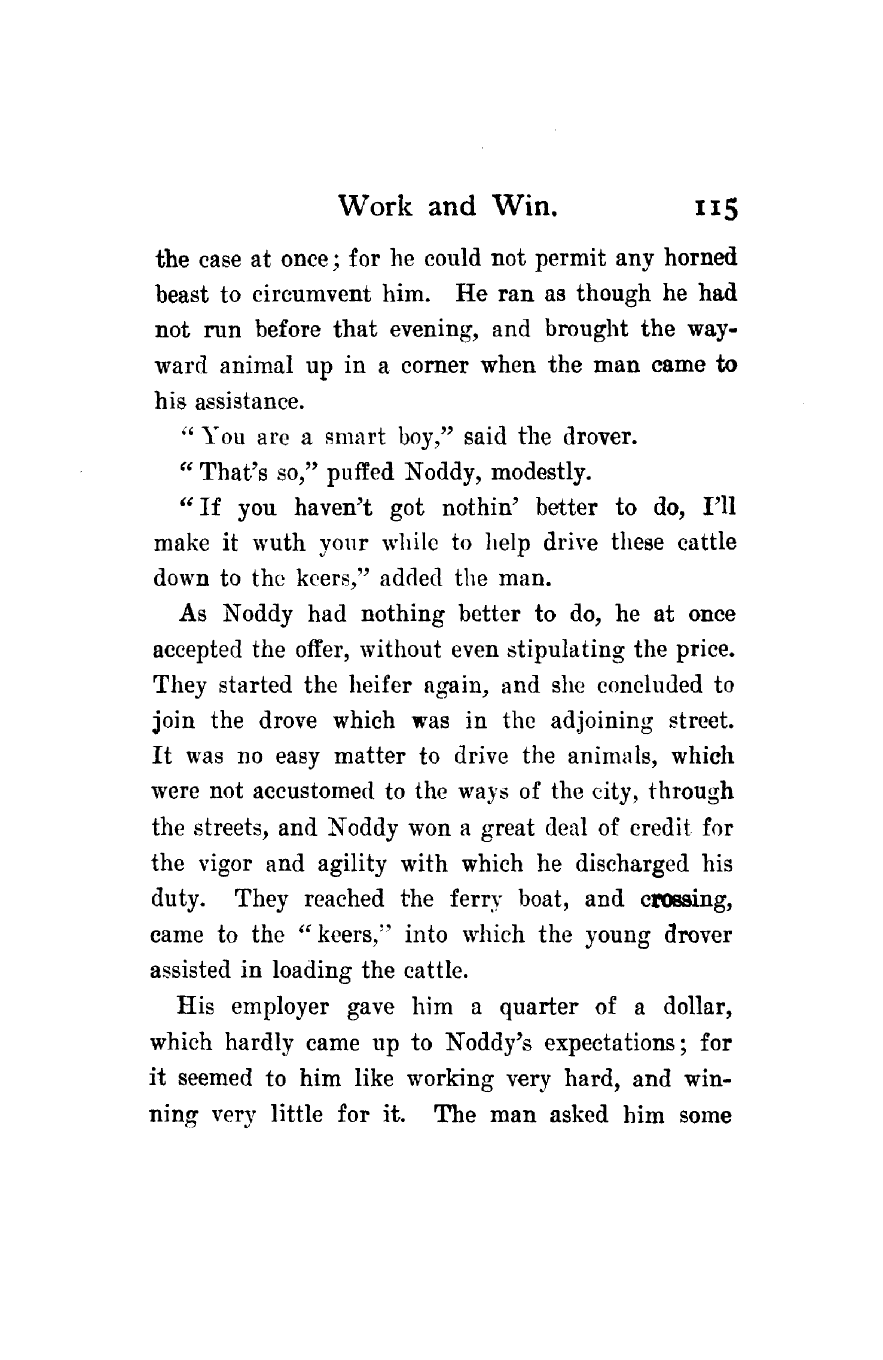 Work and Win. 115
the case at once; for he could not permit any horned
beast to circumvent him. He ran as though he had
not run before that evening, and brought the way-
ward animal up in a corner when the man came to
his assistance.
“You are a smart boy,” said the drover.
“That’s so,” puffed Noddy, modestly.
“If you haven’t got nothin’ better to do, I’ll
make it wuth your while to help drive these cattle
down to the keers,” added the man.
As Noddy had nothing better to do, he at once
accepted the offer, without even stipulating the price.
They started the heifer again, and she concluded to
join the drove which was in the adjoining street.
It was no easy matter to drive the animals, which
were not accustomed to the ways of the city, through
the streets, and Noddy won a great deal of credit for
the vigor and agility with which he discharged his
duty. They reached the ferry boat, and crossing,
came to the “keers,” into which the young drover
assisted in loading the cattle.
His employer gave him a quarter of a dollar,
which hardly came up to Noddy’s expectations; for
it seemed to him like working very hard, and win-
ning very little for it. The man asked him some